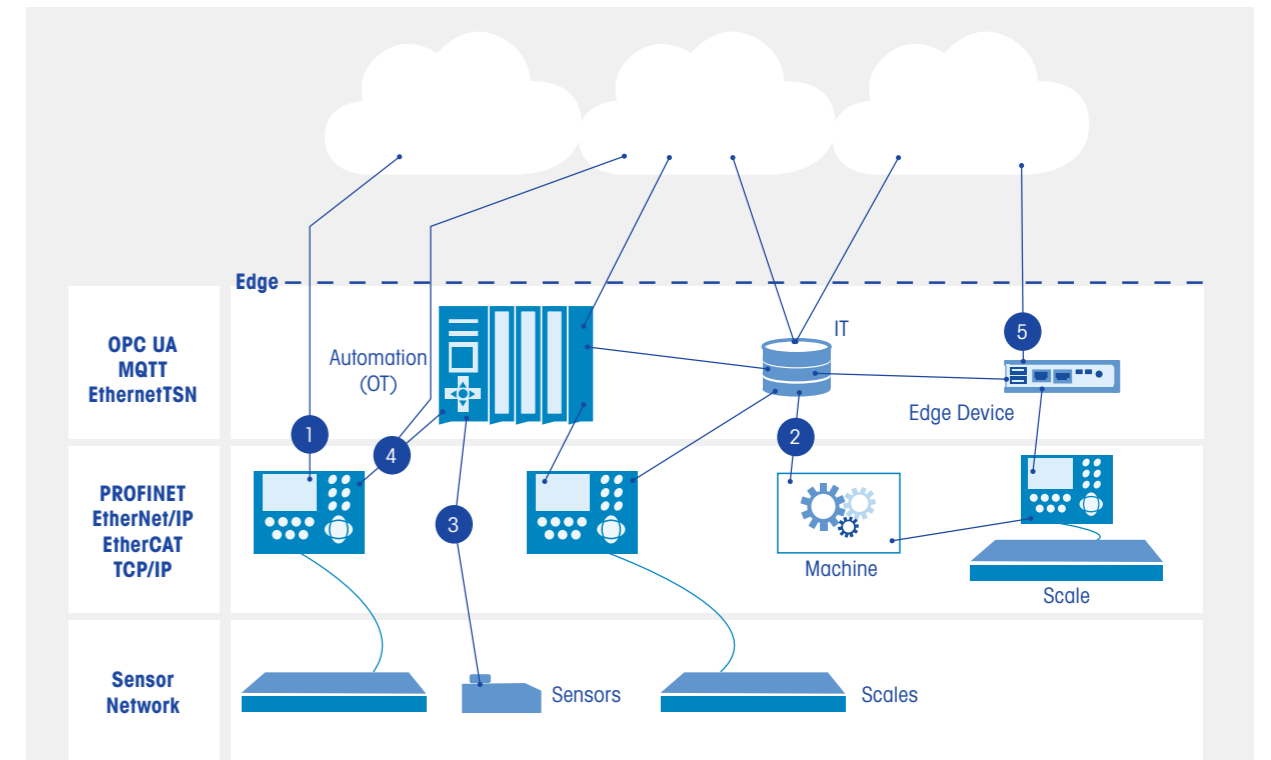 Edge
OPC UA
MQTT
EthernetTSN
Automation
(OT)
IT
Edge Device
1
2
3
4
5
PROFINET
EtherNet/IP
EtherCAT
TCP/IP
Machine
Scale
Sensor
Network
Sensors
Scales